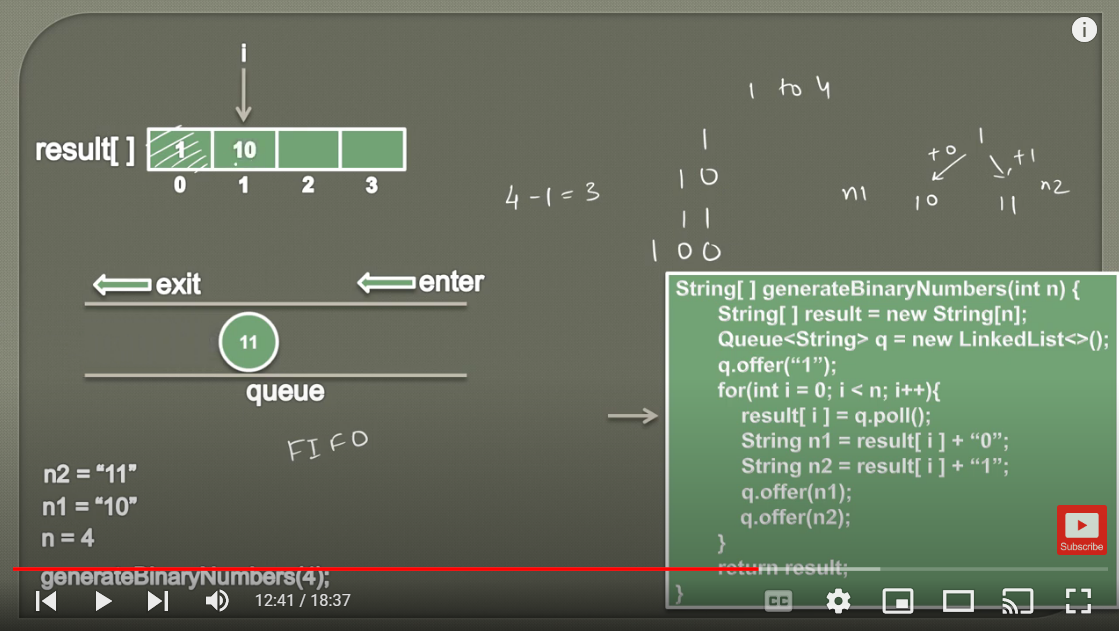 i
1 to 4
result[ ]
1 10
0 1 2 3
4 - 1 = 3
1
10
11
100
1
+0 +1
n1 10 11 n2
exit
enter
11
queue
FIFO
n2 = “11”
n1 = “10”
n = 4
generateBinaryNumbers(4);
String[ ] generateBinaryNumbers(int n) {
String[ ] result = new String[n];
Queue<String> q = new LinkedList<>();
q.offer(“1”);
for(int i = 0; i < n; i++){
result[ i ] = q.poll();
String n1 = result[ i ] + “0”;
String n2 = result[ i ] + “1”;
q.offer(n1);
q.offer(n2);
}
return result;
}
Subscribe
12:41 / 18:37
CC